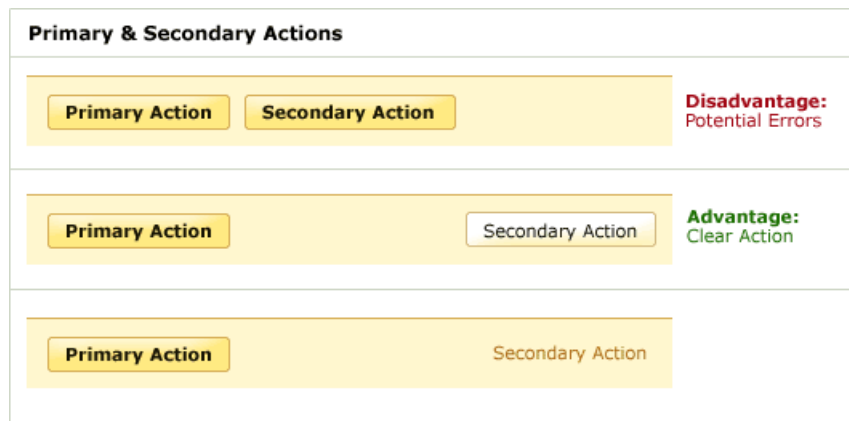 Primary & Secondary Actions
Primary Action Secondary Action
Disadvantage:
Potential Errors
Primary Action Secondary Action
Advantage:
Clear Action
Primary Action Secondary Action